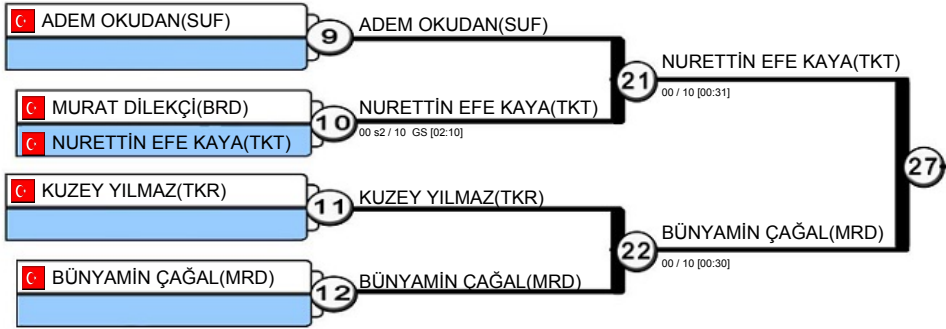 ADEM OKUDAN(SUF)
9
ADEM OKUDAN(SUF)
MURAT DİLEKÇİ(BRD)
NURETTİN EFE KAYA(TKT)
10
NURETTİN EFE KAYA(TKT)
00 s2 / 10 GS [02:10]
21
NURETTİN EFE KAYA(TKT)
00 / 10 [00:31]
KUZEY YILMAZ(TKR)
11
KUZEY YILMAZ(TKR)
BÜNYAMİN ÇAĞAL(MRD)
12
BÜNYAMİN ÇAĞAL(MRD)
22
BÜNYAMİN ÇAĞAL(MRD)
00 / 10 [00:30]
27